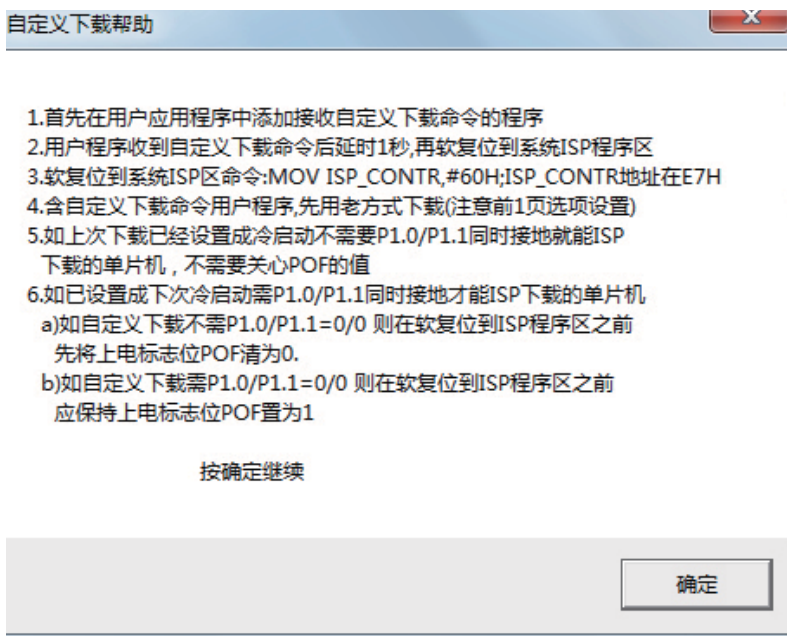 自定义下载帮助
1.首先在用户应用程序中添加接收自定义下载命令的程序
2.用户程序收到自定义下载命令后延时1秒,再软复位到系统ISP程序区
3.软复位到系统ISP区命令:MOV ISP_CONTR,#60H;ISP_CONTR地址在E7H
4.含自定义下载命令用户程序,先用老方式下载(注意前1页选项设置)
5.如上次下载已经设置成冷启动不需要P1.0/P1.1同时接地就能ISP
下载的单片机，不需要关心POF的值
6.如已设置成下次冷启动需P1.0/P1.1同时接地才能ISP下载的单片机
a)如自定义下载不需P1.0/P1.1=0/0 则在软复位到ISP程序区之前
先将上电标志位POF清为0.
b)如自定义下载需P1.0/P1.1=0/0 则在软复位到ISP程序区之前
应保持上电标志位POF置为1
按确定继续
确定